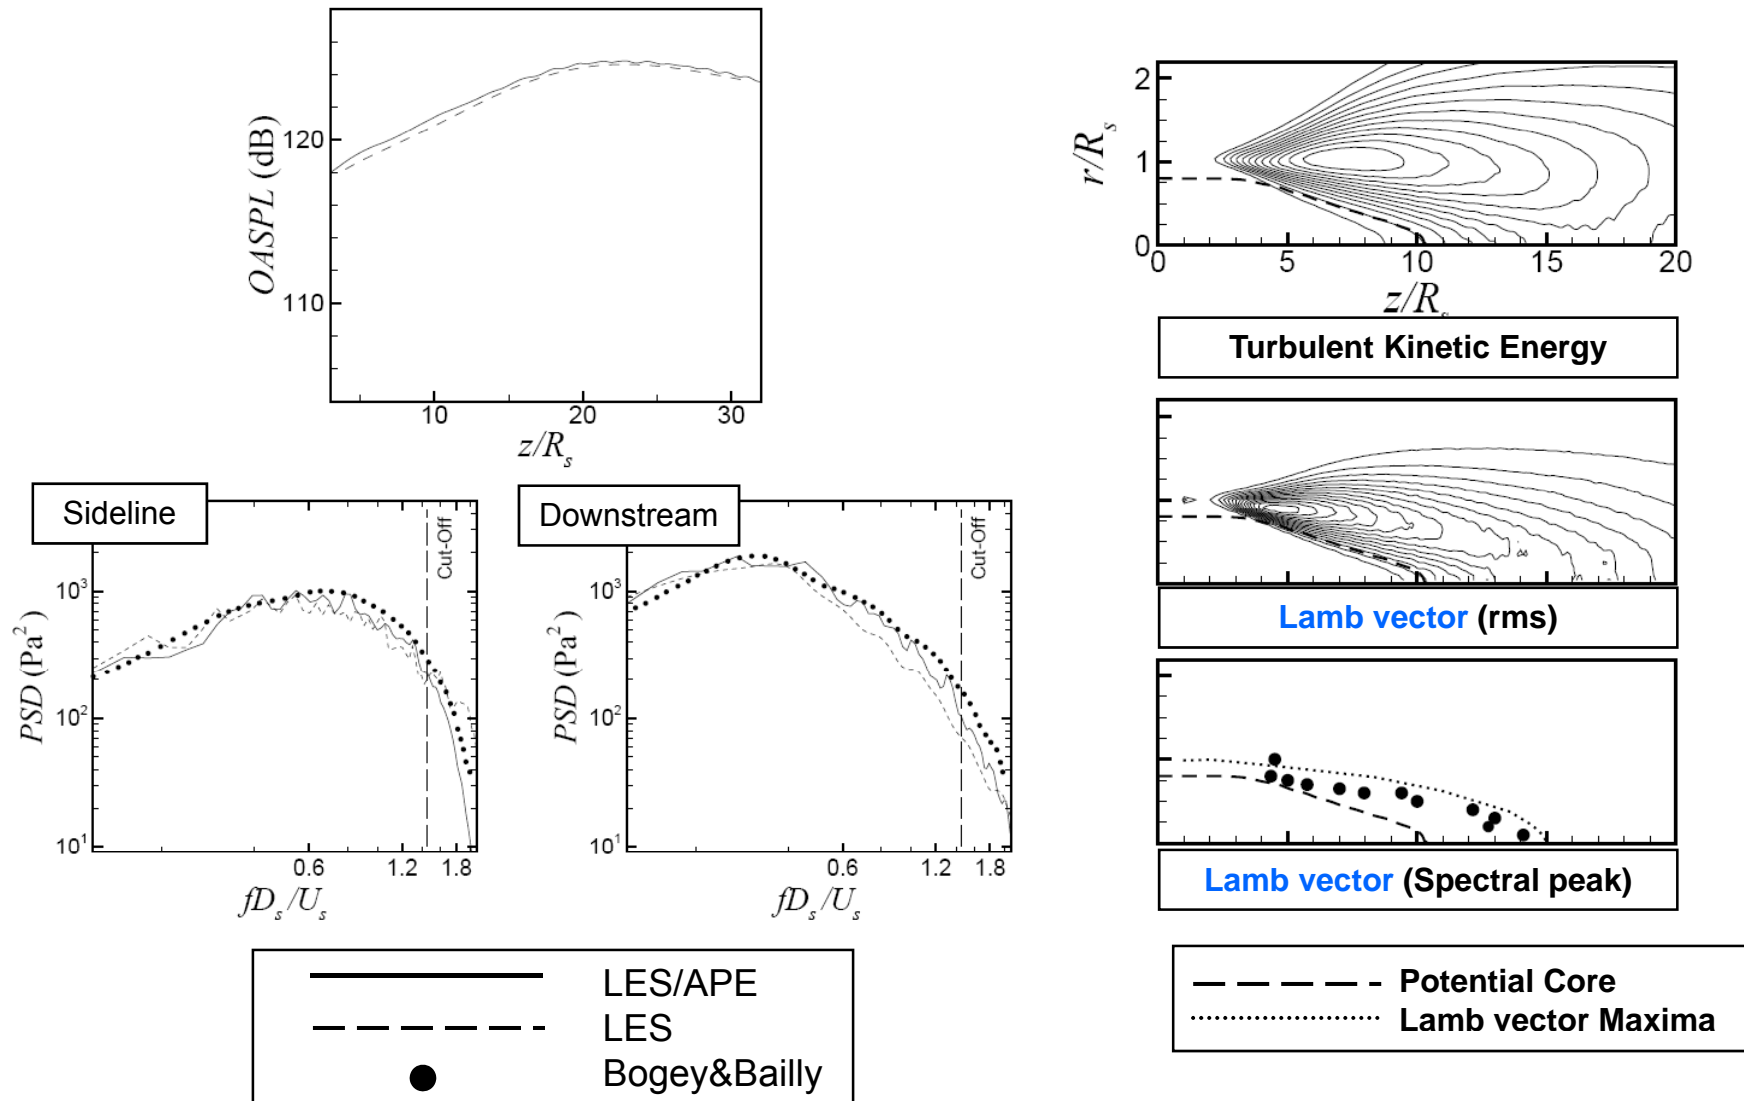 120
110
OASPL (dB)
10
20
30
z/Rₛ
2
1
0
r/Rₛ
0
5
10
15
20
z/Rₛ
Turbulent Kinetic Energy
Lamb vector (rms)
Lamb vector (Spectral peak)
Potential Core
Lamb vector Maxima
Sideline
Cut-Off
10³
10²
10¹
PSD (Pa²)
0.6
1.2
1.8
fDₛ/Uₛ
Downstream
Cut-Off
10³
10²
10¹
PSD (Pa²)
0.6
1.2
1.8
fDₛ/Uₛ
LES/APE
LES
Bogey&Bailly